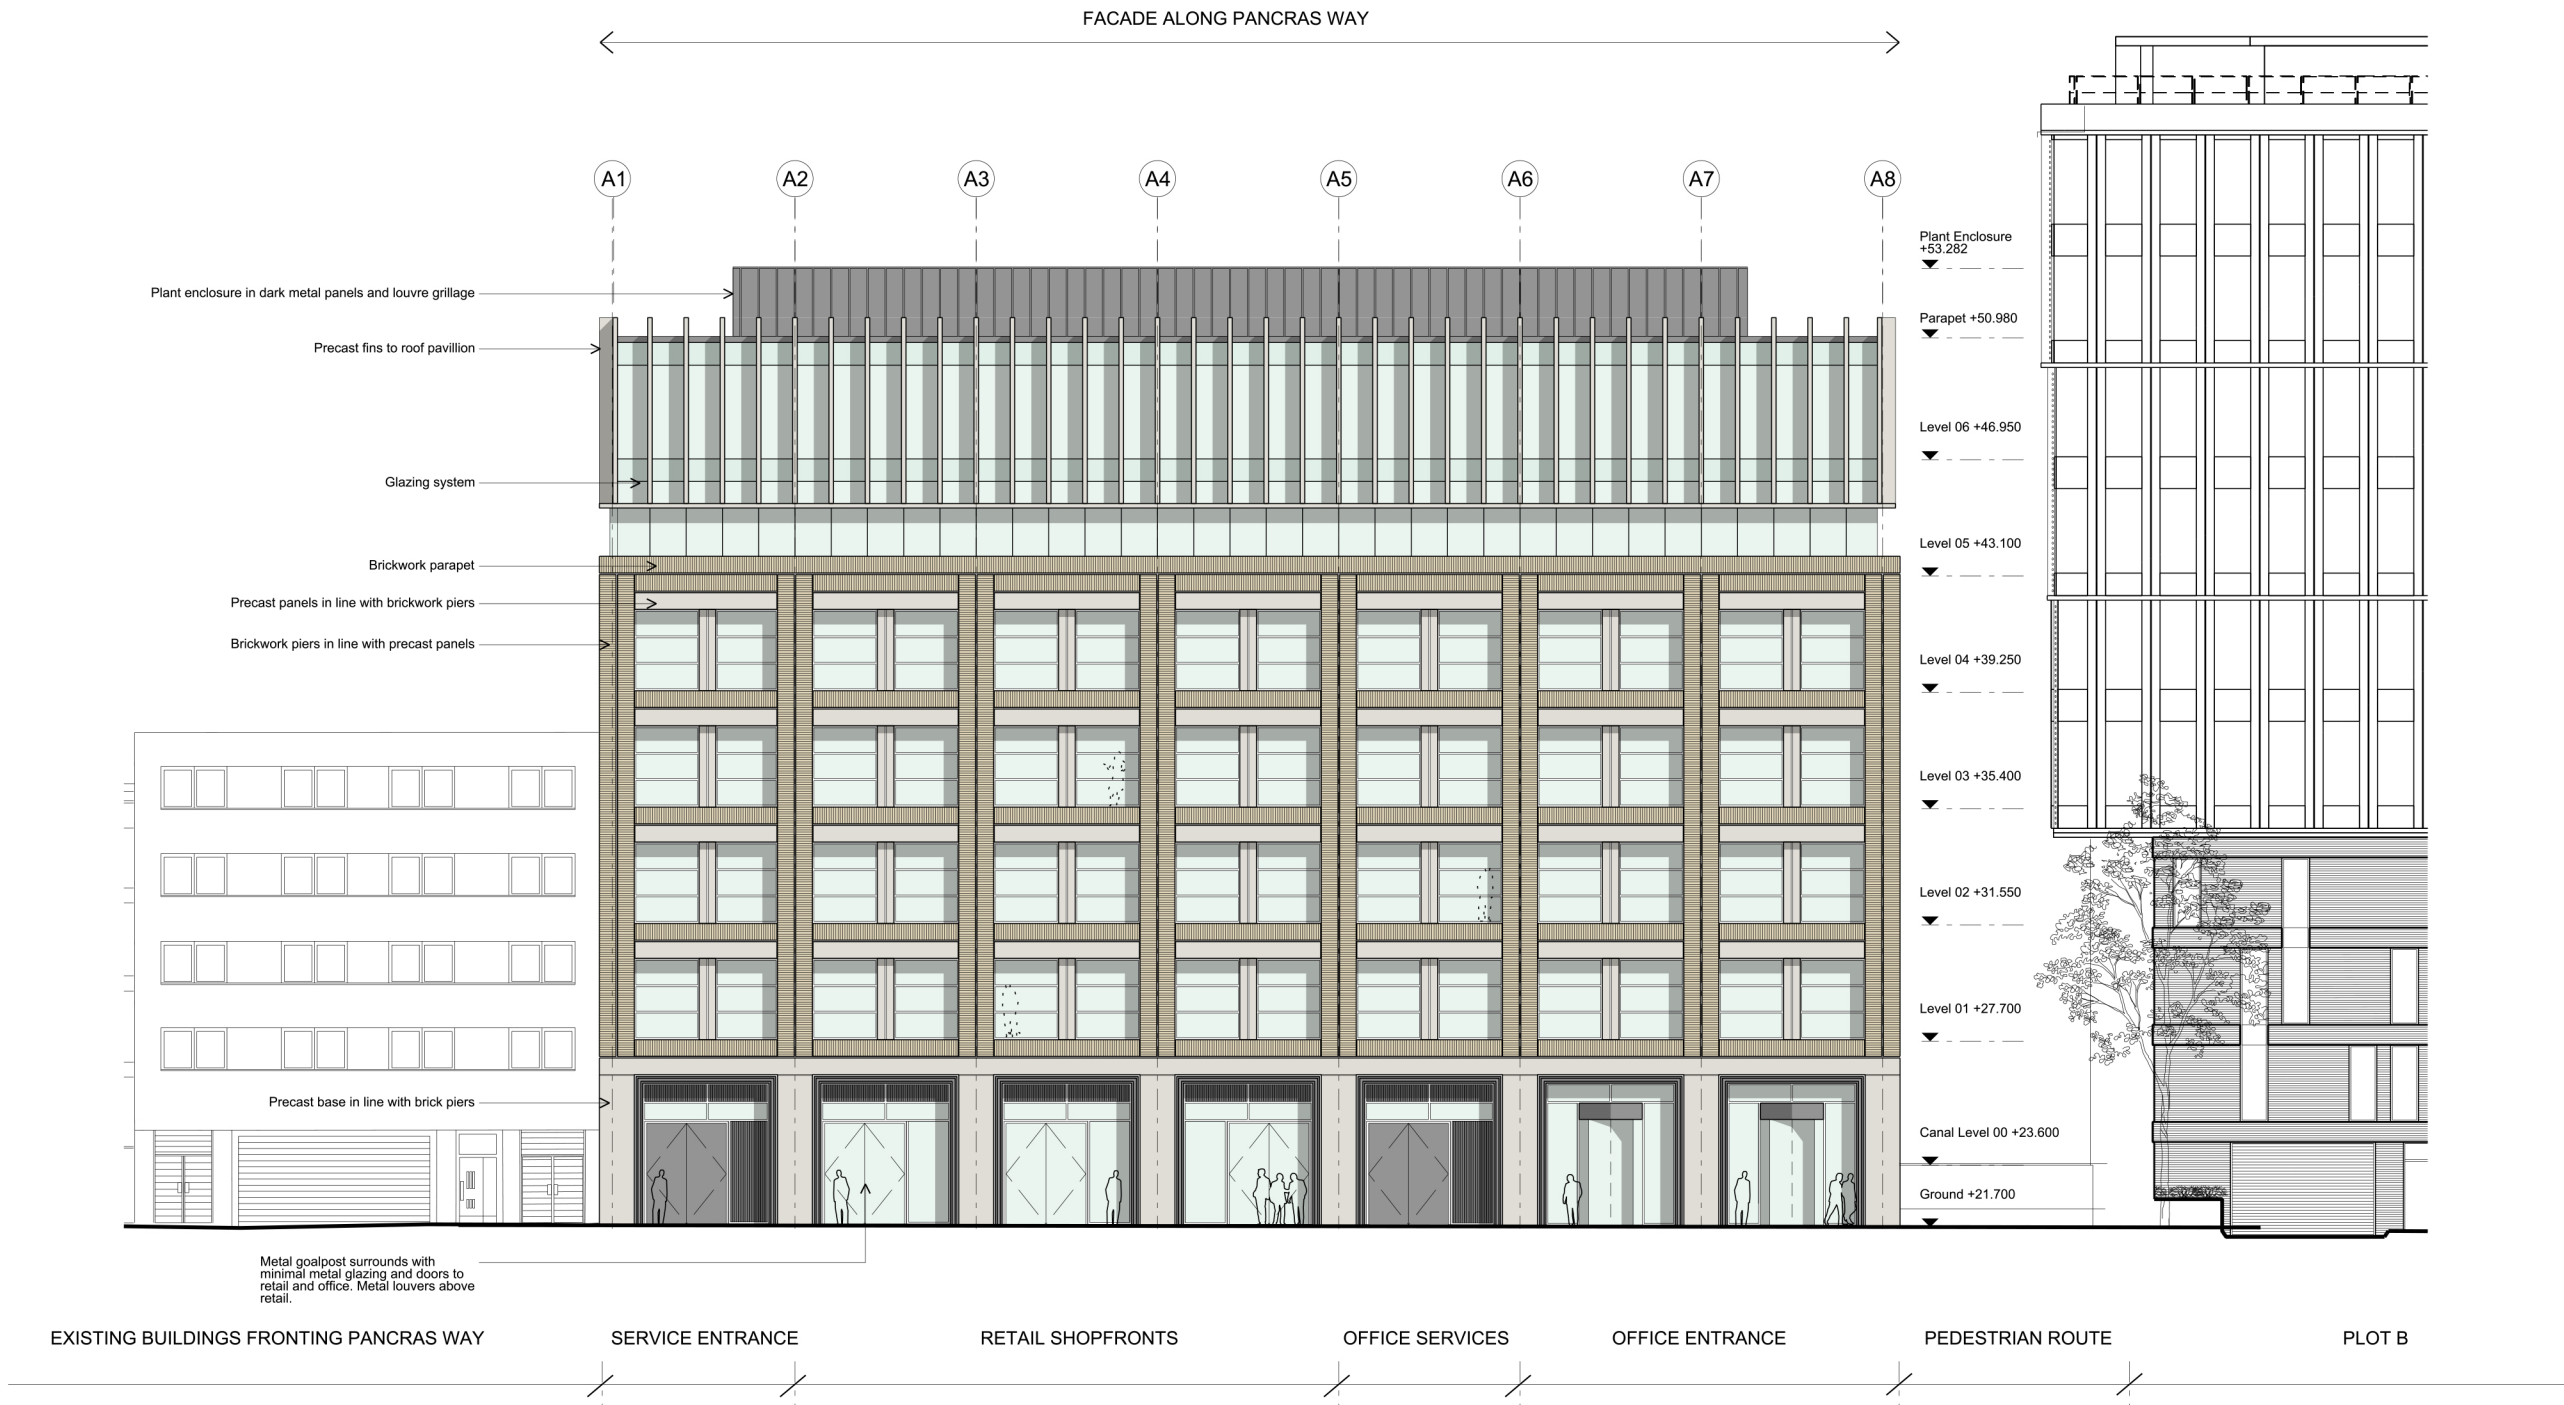 FACADE ALONG PANCRAS WAY
A1
A2
A3
A4
A5
A6
A7
A8
Plant Enclosure
+53.282
Plant enclosure in dark metal panels and louvre grillage
Parapet +50.980
Precast fins to roof pavillion
Level 06 +46.950
Glazing system
Level 05 +43.100
Brickwork parapet
Precast panels in line with brickwork piers
Brickwork piers in line with precast panels
Level 04 +39.250
Level 03 +35.400
Level 02 +31.550
Level 01 +27.700
Precast base in line with brick piers
Canal Level 00 +23.600
Ground +21.700
Metal goalpost surrounds with
minimal metal glazing and doors to
retail and office. Metal louvers above
retail.
EXISTING BUILDINGS FRONTING PANCRAS WAY
SERVICE ENTRANCE
RETAIL SHOPFRONTS
OFFICE SERVICES
OFFICE ENTRANCE
PEDESTRIAN ROUTE
PLOT B